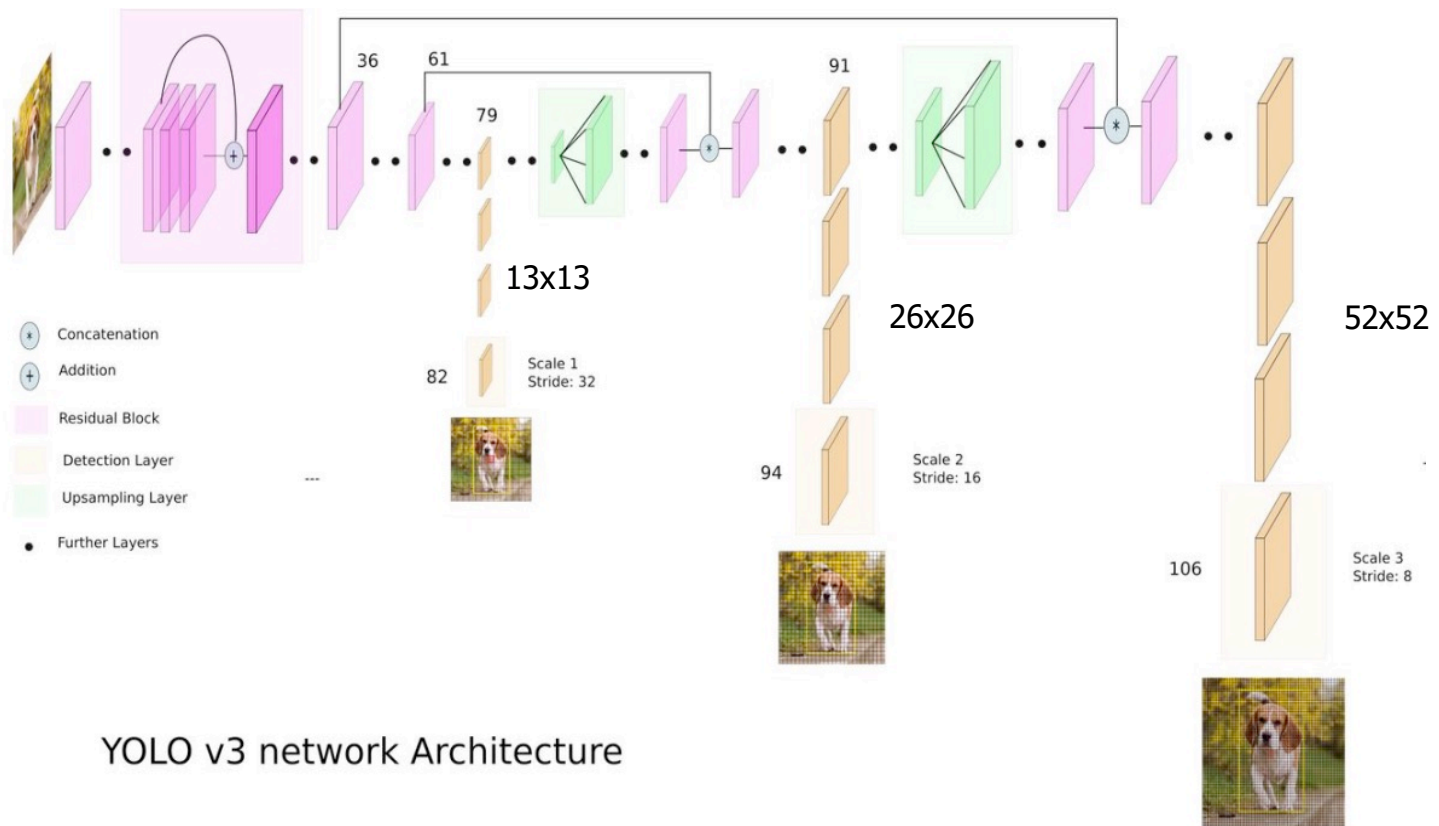 36
61
91
79
13x13
26x26
52x52
*
*
+
* Concatenation
+ Addition
Residual Block
Detection Layer
Upsampling Layer
Further Layers
---
82
Scale 1
Stride: 32
94
Scale 2
Stride: 16
106
Scale 3
Stride: 8
YOLO v3 network Architecture